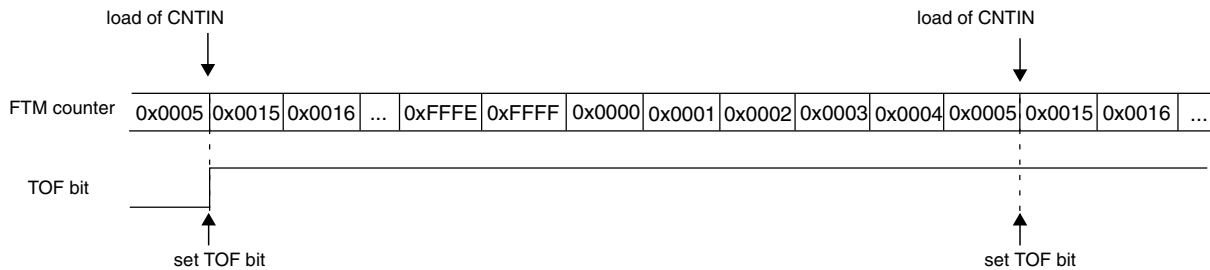 load of CNTIN load of CNTIN
FTM counter 0x0005 0x0015 0x0016 ... 0xFFFE 0xFFFF 0x0000 0x0001 0x0002 0x0003 0x0004 0x0005 0x0015 0x0016 ...
TOF bit
set TOF bit set TOF bit